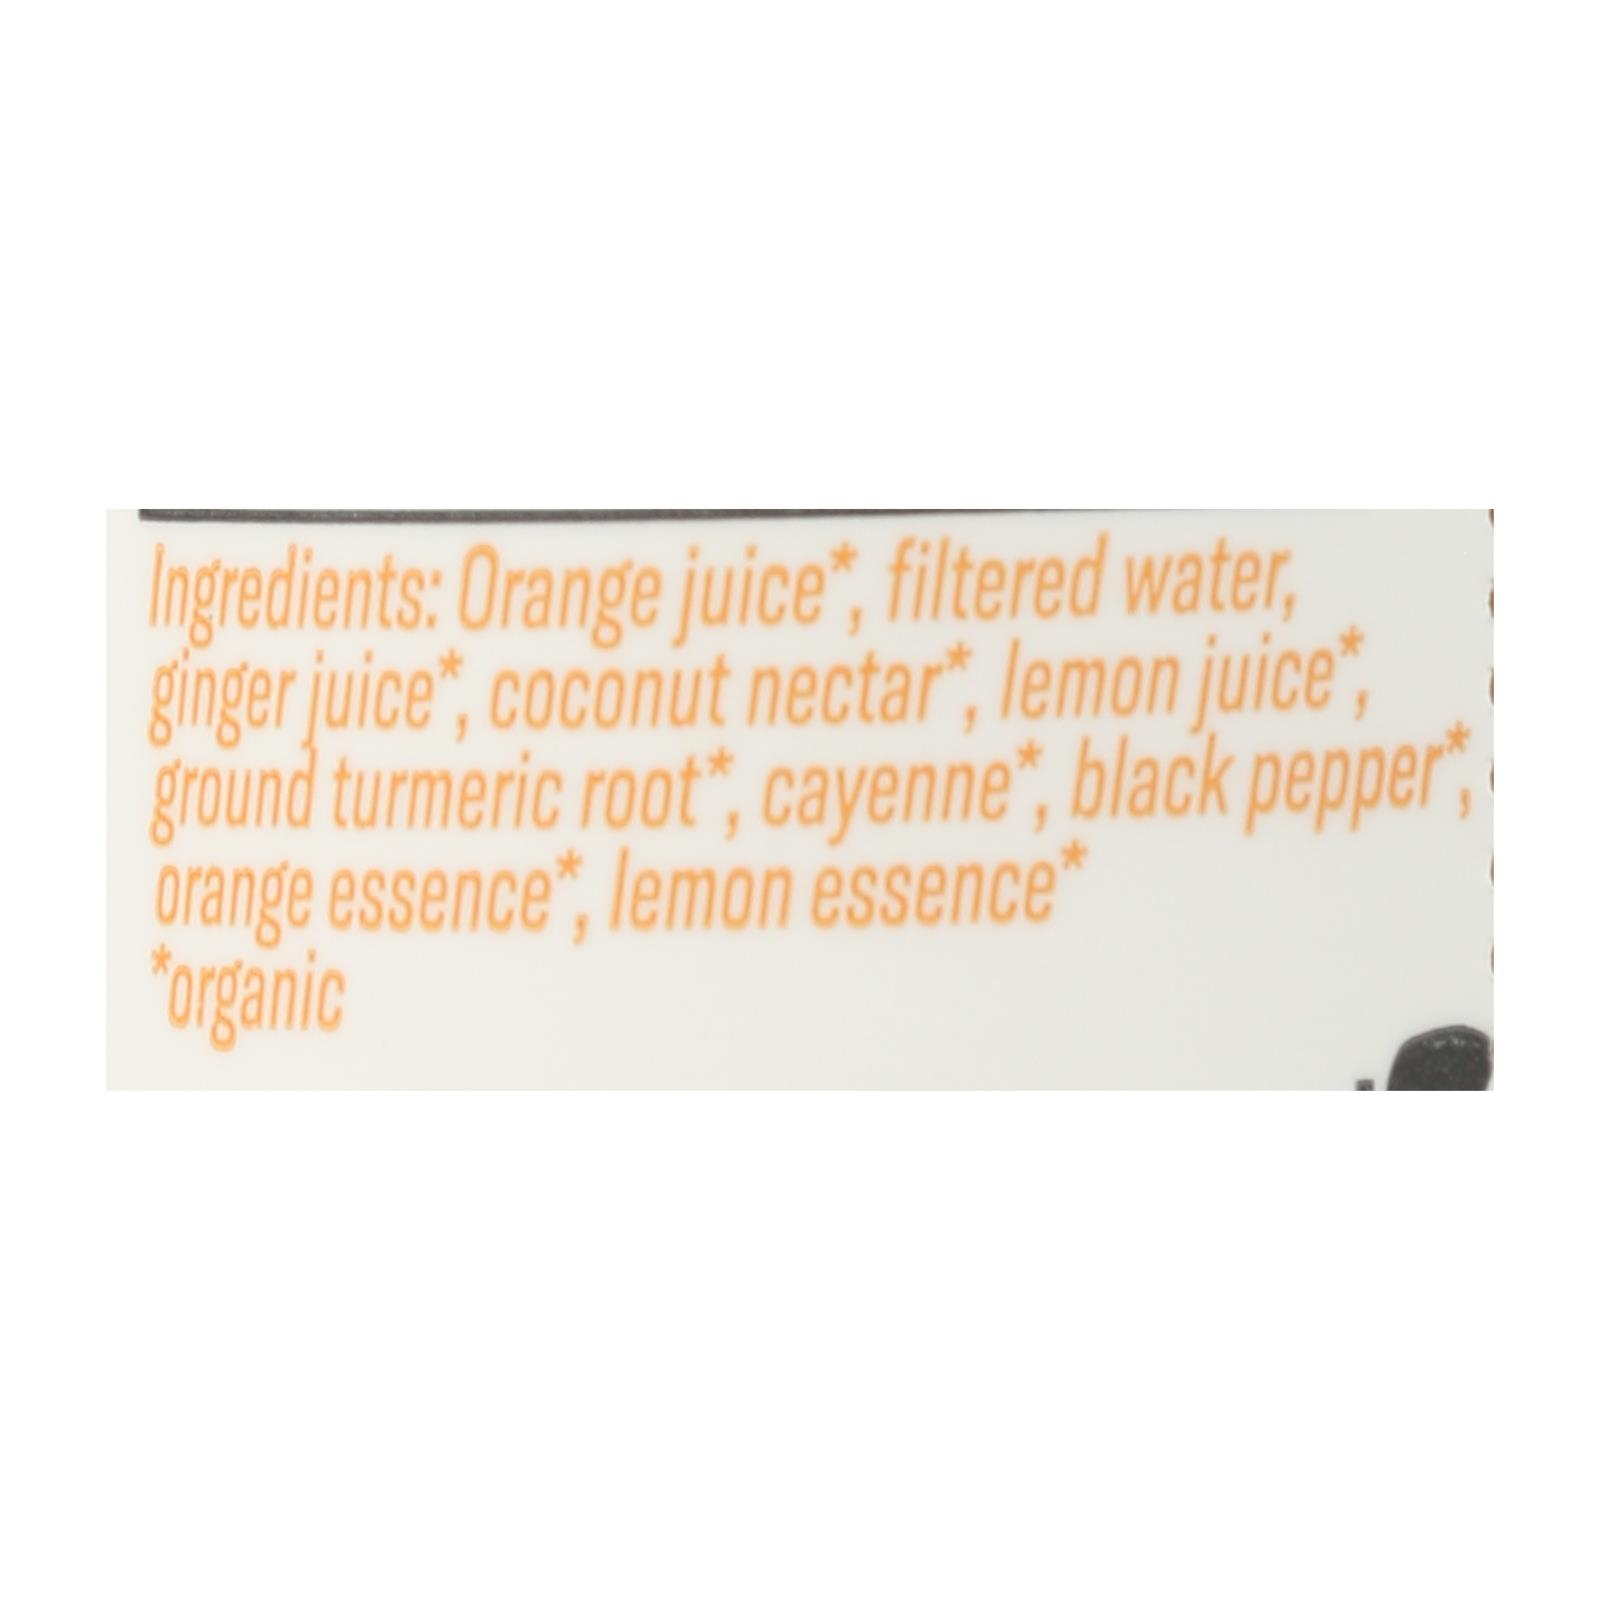 Ingredients: Orange juice*, filtered water,
ginger juice*, coconut nectar*, lemon juice*,
ground turmeric root*, cayenne*, black pepper*,
orange essence*, lemon essence*
*organic